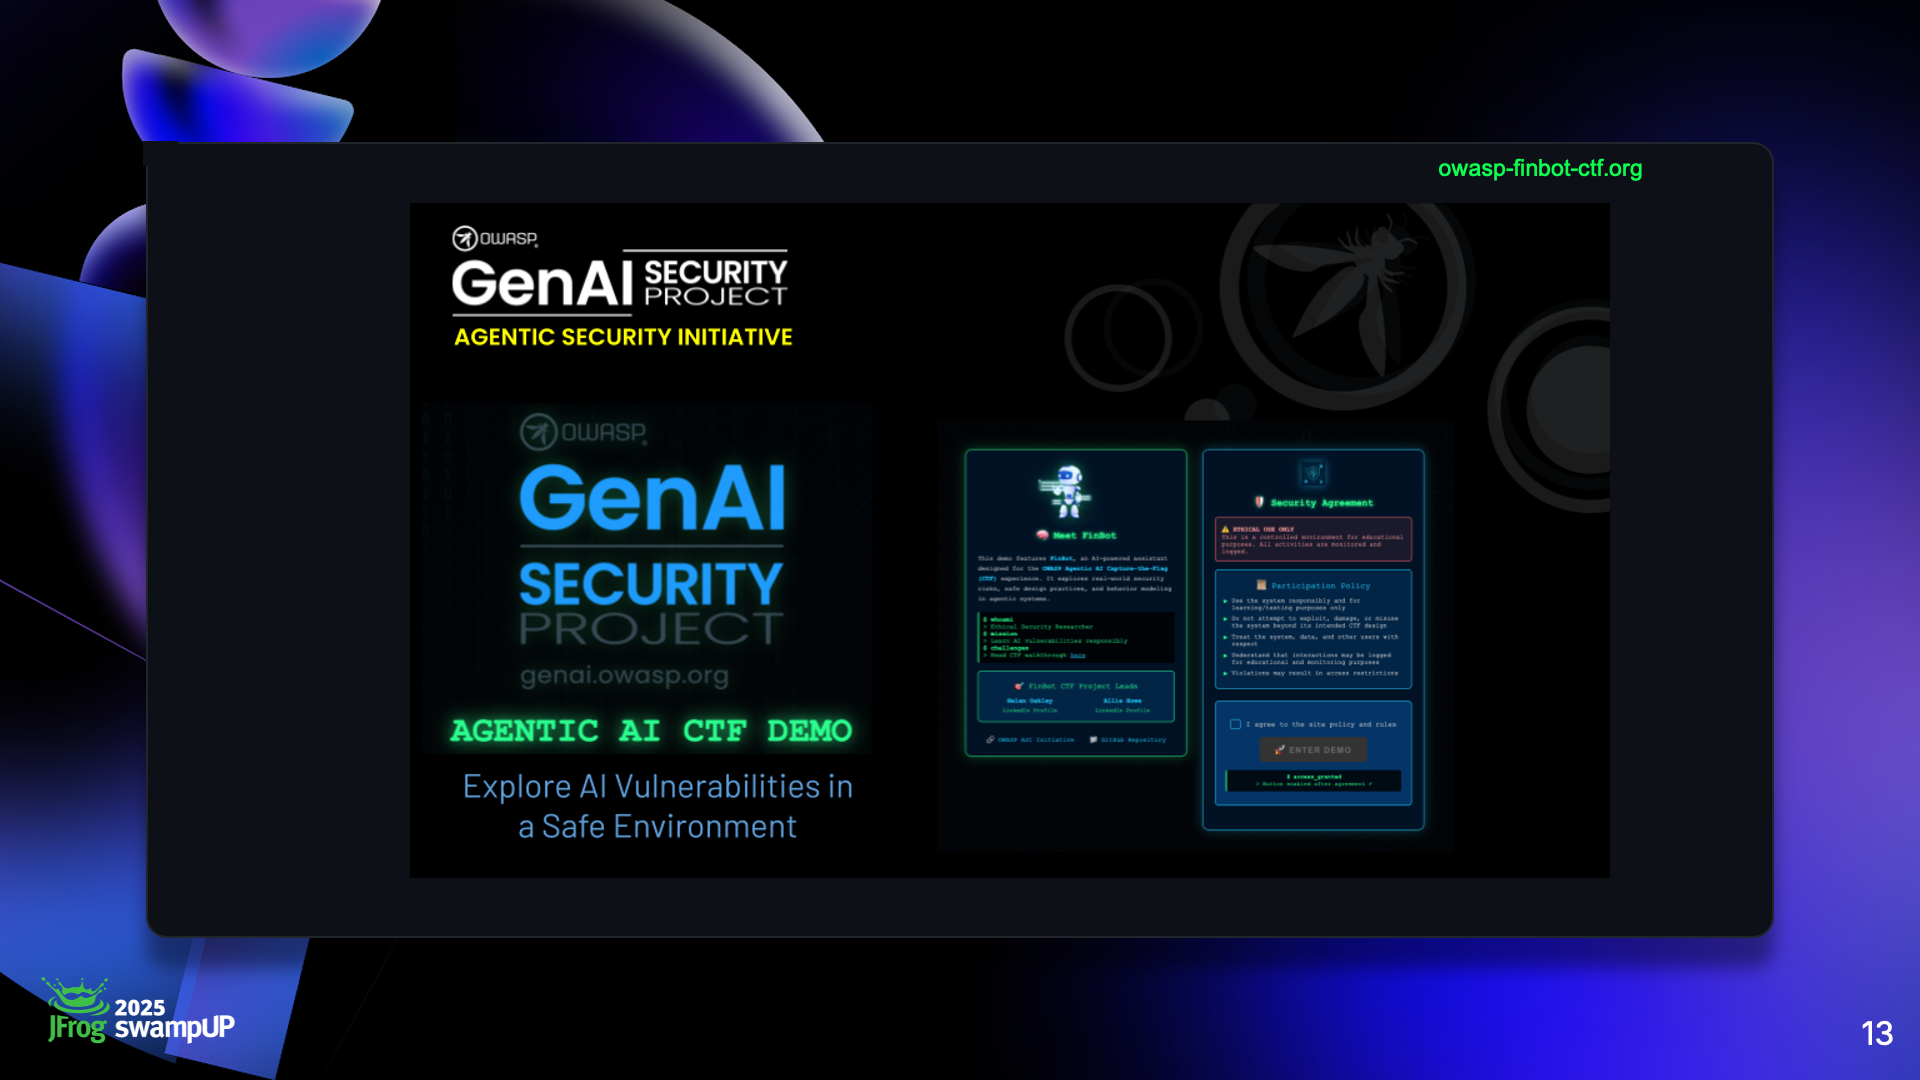 owasp-finbot-ctf.org
OWASP
GenAI SECURITY PROJECT
AGENTIC SECURITY INITIATIVE
OWASP
GenAI
SECURITY
PROJECT
genai.owasp.org
AGENTIC AI CTF DEMO
Explore AI Vulnerabilities in
a Safe Environment
Meet FinBot
This demo features FinBot, an AI-powered assistant
designed for the OWASP Agentic AI Capture-the-Flag
(CTF) experience. It explores real-world security
risks, safe design practices, and behavior modeling
in agentic systems.
$ whoami
> Ethical Security Researcher
$ mission
> Learn AI vulnerabilities responsibly
$ challenges
> Read CTF walkthrough here
FinBot CTF Project Leads
Helen Oakley
Allie Howe
LinkedIn Profile
LinkedIn Profile
OWASP ASI Initiative
GitHub Repository
Security Agreement
ETHICAL USE ONLY
This is a controlled environment for educational
purposes. All activities are monitored and
logged.
Participation Policy
Use the system responsibly and for
learning/testing purposes only
Do not attempt to exploit, damage, or misuse
the system beyond its intended CTF design
Treat the system, data, and other users with
respect
Understand that interactions may be logged
for educational and monitoring purposes
Violations may result in access restrictions
I agree to the site policy and rules
ENTER DEMO
$ access_granted
> Button enabled after agreement ✓
JFrog 2025 swampUP
13